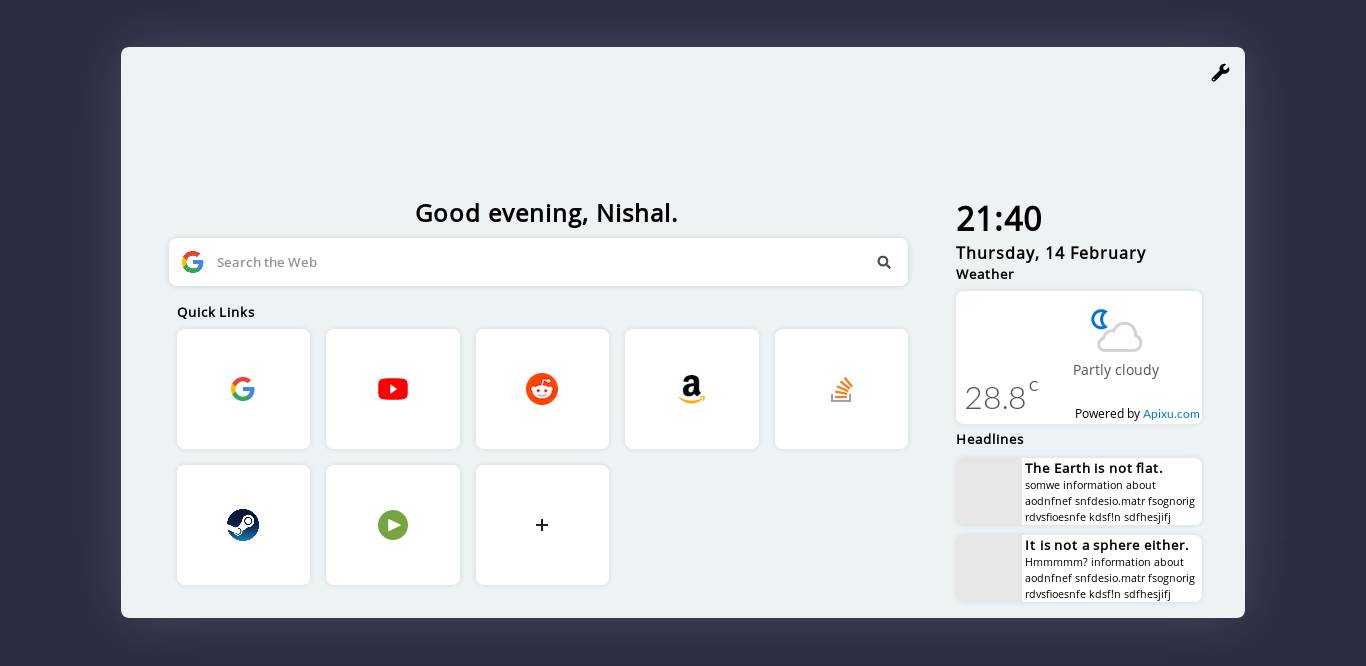 Good evening, Nishal.
Search the Web
Quick Links
21:40
Thursday, 14 February
Weather
Partly cloudy
28.8 C
Powered by Apixu.com
Headlines
The Earth is not flat.
somwe information about
aodnfnef snfdesio.matr fsognorig
rdvsfioesnfe kdsf!n sdfhesjifj
It is not a sphere either.
Hmmmmm? information about
aodnfnef snfdesio.matr fsognorig
rdvsfioesnfe kdsf!n sdfhesjifj